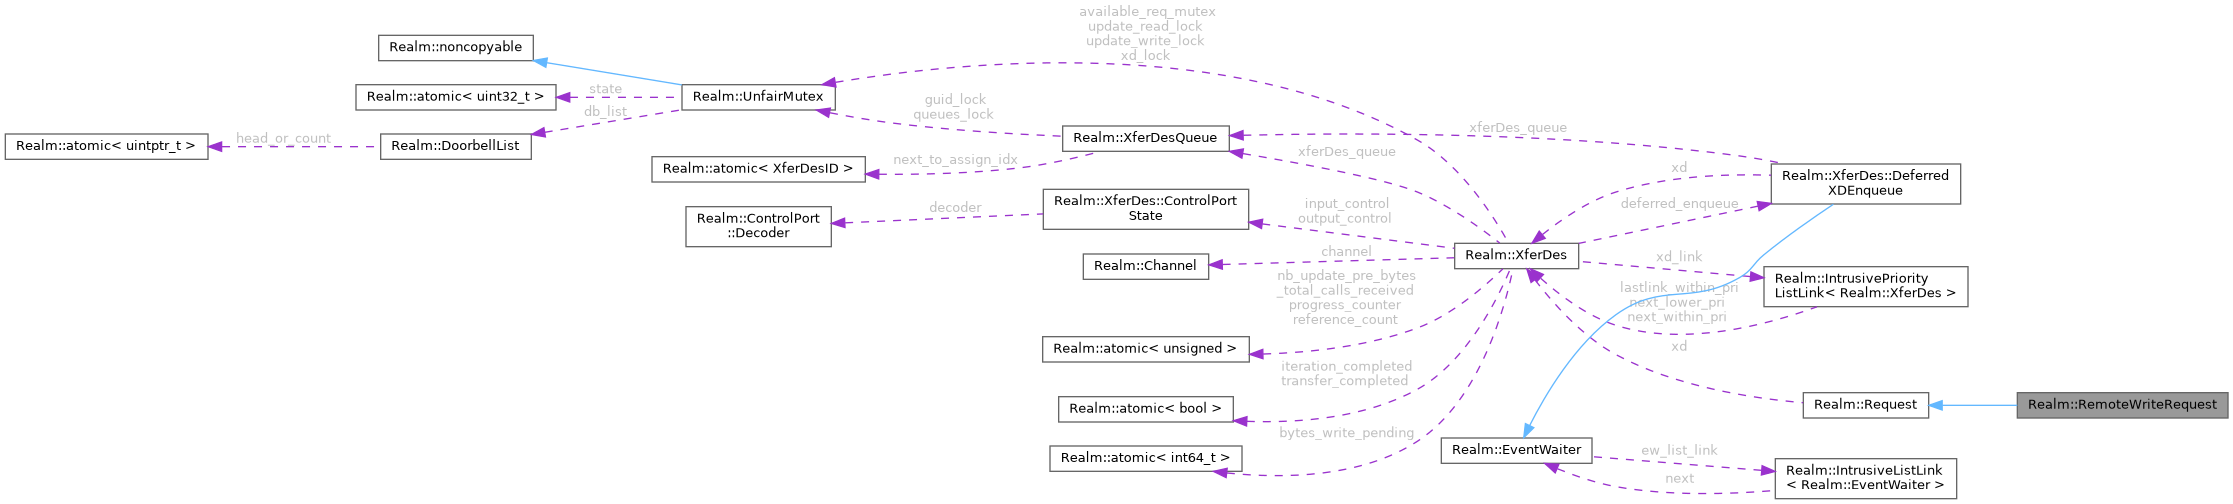 available_req_mutex
update_read_lock
update_write_lock
xd_lock
Realm::noncopyable
state
Realm::atomic< uint32_t >
Realm::UnfairMutex
db_list
guid_lock
queues_lock
head_or_count
Realm::atomic< uintptr_t >
Realm::DoorbellList
Realm::XferDesQueue
xferDes_queue
xferDes_queue
next_to_assign_idx
Realm::atomic< XferDesID >
xd
Realm::XferDes::Deferred
XDEnqueue
Realm::XferDes::ControlPort
State
decoder
Realm::ControlPort
::Decoder
input_control
output_control
deferred_enqueue
channel
Realm::Channel
Realm::XferDes
xd_link
nb_update_pre_bytes
_total_calls_received
progress_counter
reference_count
Realm::IntrusivePriority
ListLink< Realm::XferDes >
lastlink_within_pri
next_lower_pri
next_within_pri
Realm::atomic< unsigned >
xd
iteration_completed
transfer_completed
Realm::atomic< bool >
Realm::Request
Realm::RemoteWriteRequest
bytes_write_pending
Realm::atomic< int64_t >
Realm::EventWaiter
ew_list_link
next
Realm::IntrusiveListLink
< Realm::EventWaiter >